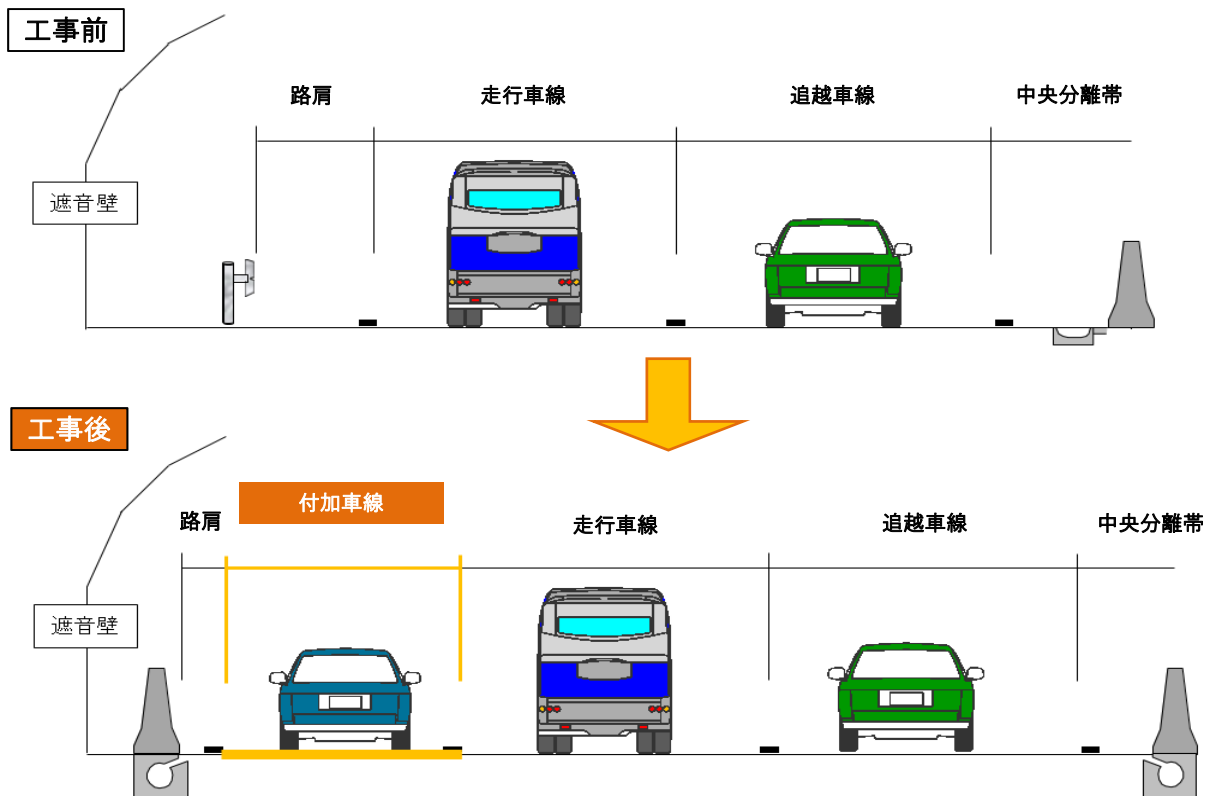 工事前
路肩
走行車線
追越車線
中央分離帯
遮音壁
工事後
付加車線
路肩
走行車線
追越車線
中央分離帯
遮音壁